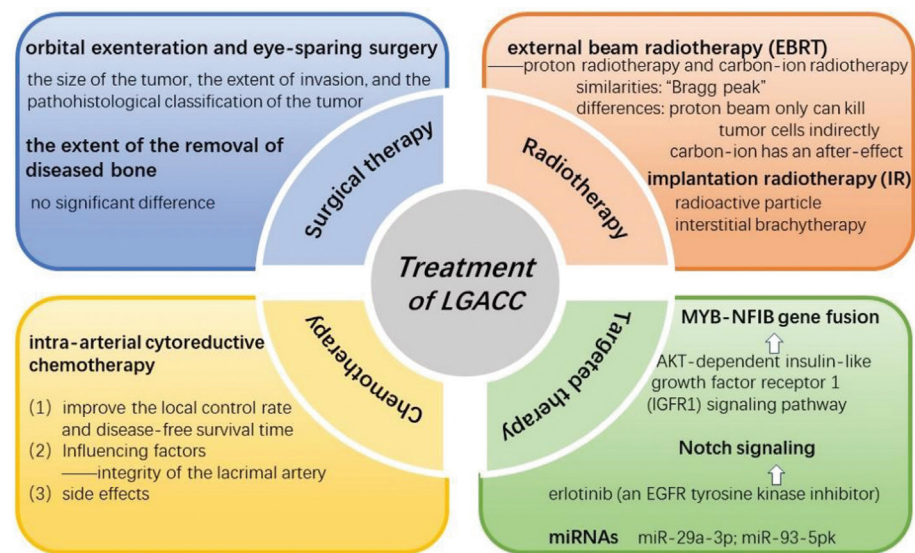 orbital exenteration and eye-sparing surgery
the size of the tumor, the extent of invasion, and the
pathohistological classification of the tumor
the extent of the removal of
diseased bone
no significant difference
Surgical therapy
external beam radiotherapy (EBRT)
——proton radiotherapy and carbon-ion radiotherapy
similarities: “Bragg peak”
differences: proton beam only can kill
tumor cells indirectly
carbon-ion has an after-effect
implantation radiotherapy (IR)
radioactive particle
interstitial brachytherapy
Radiotherapy
Treatment
of LGACC
intra-arterial cytoreductive
chemotherapy
(1) improve the local control rate
and disease-free survival time
(2) Influencing factors
——integrity of the lacrimal artery
(3) side effects
Chemotherapy
Targeted therapy
MYB-NFIB gene fusion
AKT-dependent insulin-like
growth factor receptor 1
(IGFR1) signaling pathway
Notch signaling
erlotinib (an EGFR tyrosine kinase inhibitor)
miRNAs miR-29a-3p; miR-93-5pk